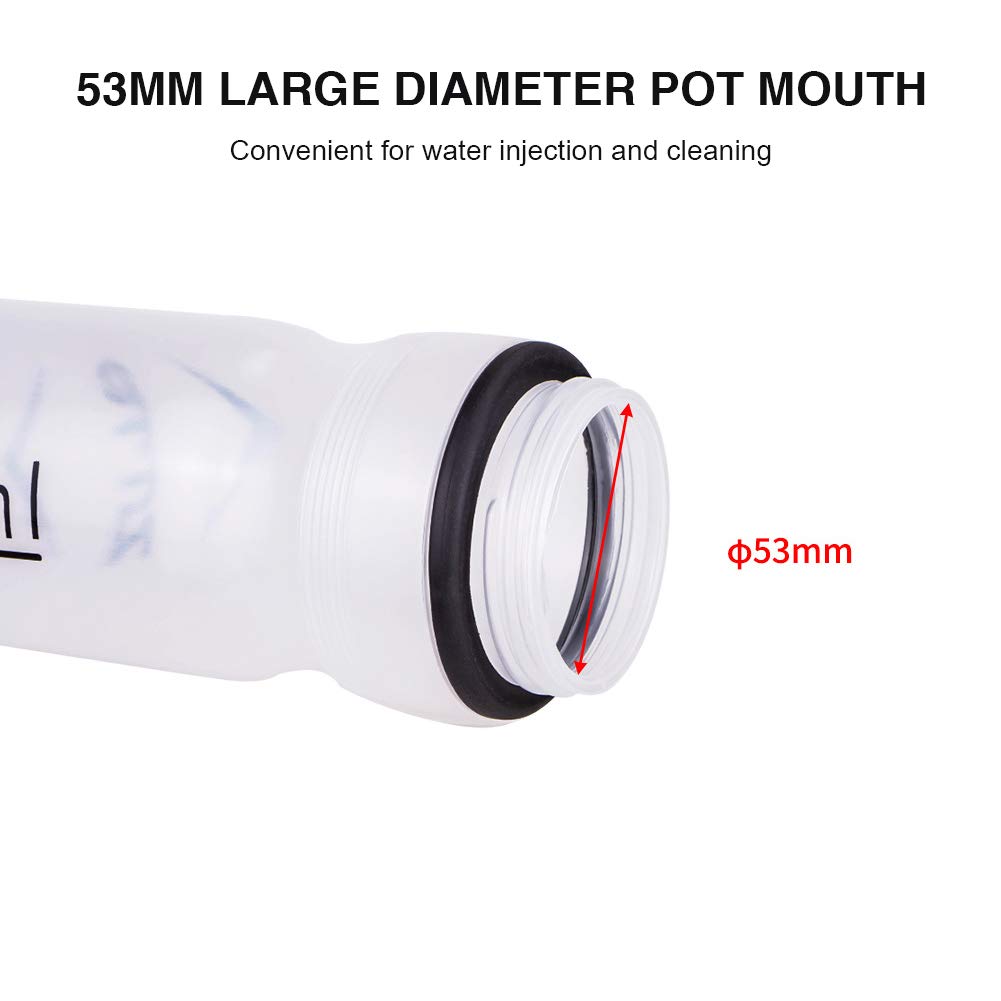 53MM LARGE DIAMETER POT MOUTH
Convenient for water injection and cleaning
φ53mm